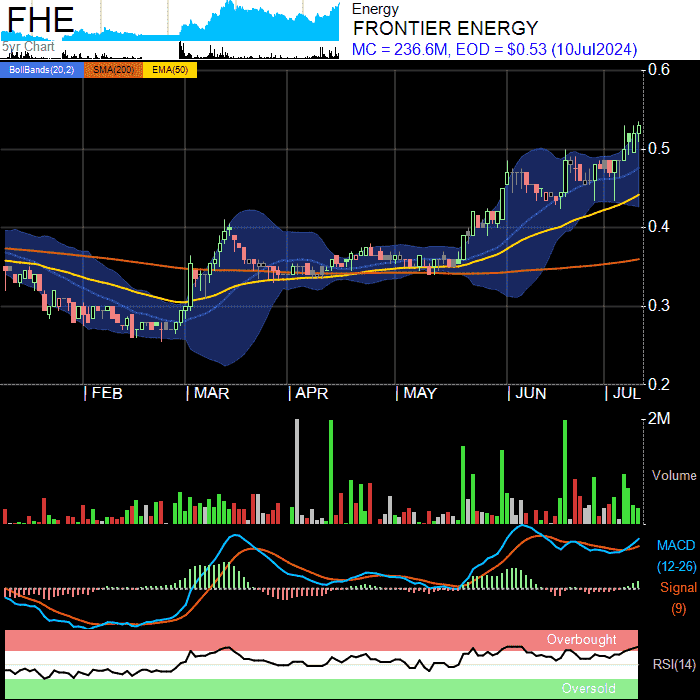 FHE
5yr Chart
Energy
FRONTIER ENERGY
MC = 236.6M, EOD = $0.53 (10Jul2024)
BollBands(20,2) SMA(200) EMA(50)
0.6
0.5
0.4
0.3
0.2
FEB MAR APR MAY JUN JUL
2M
Volume
MACD
(12-26)
Signal
(9)
Overbought
RSI(14)
Oversold